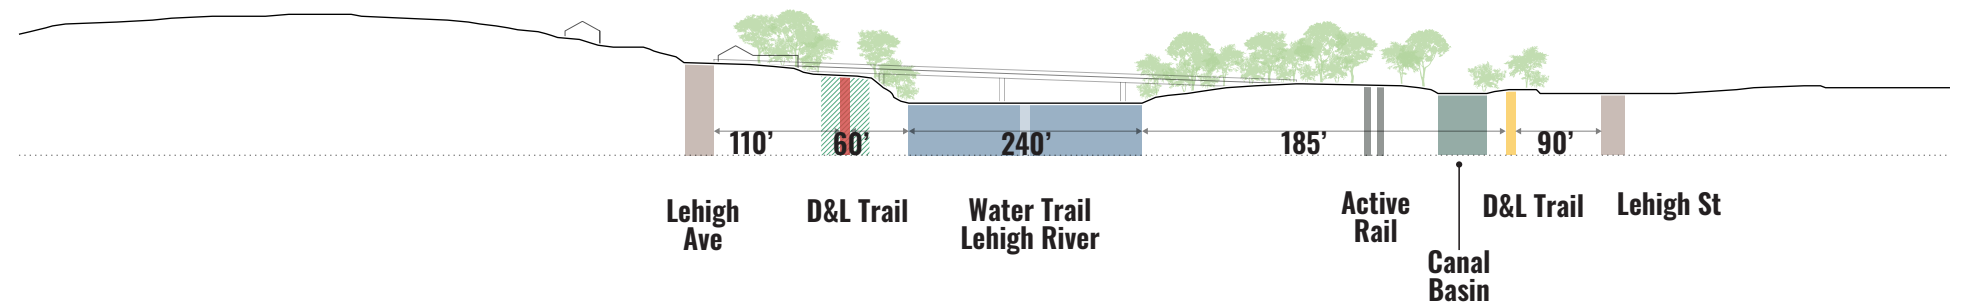 110’ 60’ 240’ 185’ 90’
Lehigh
Ave
D&L Trail
Water Trail
Lehigh River
Active
Rail
Canal
Basin
D&L Trail
Lehigh St